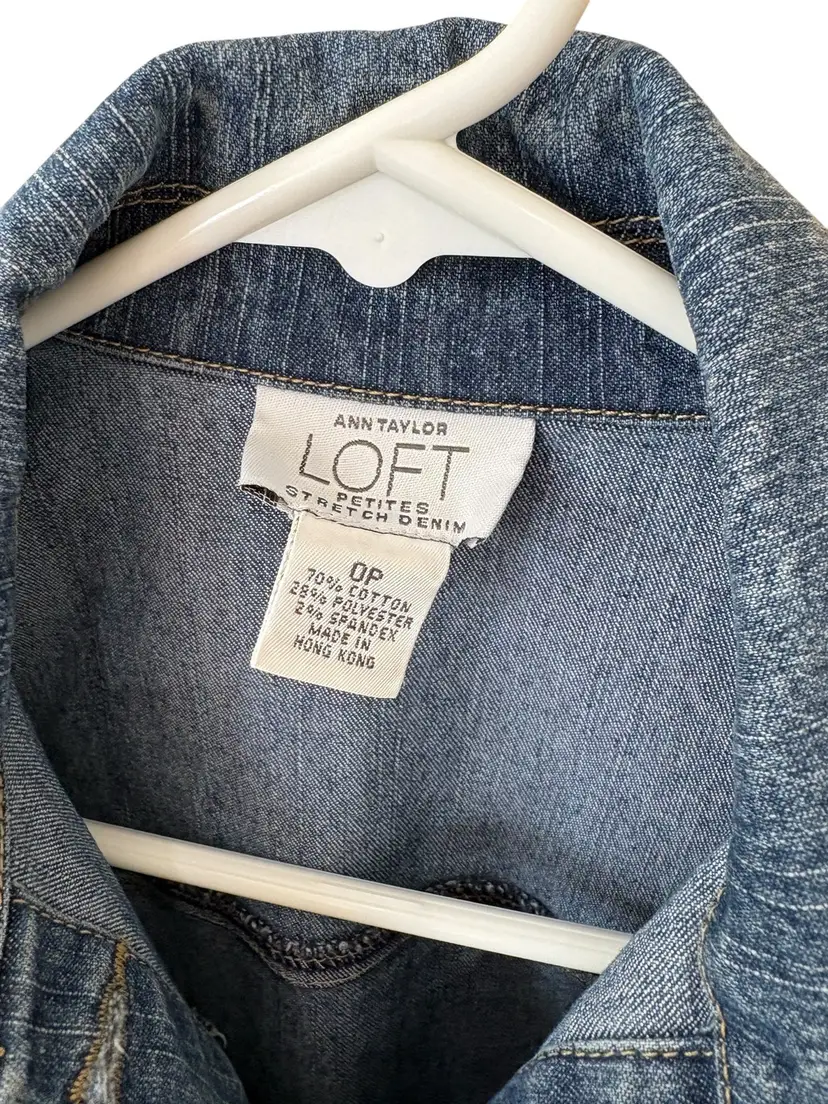 ANN TAYLOR
LOFT
PETITES
STRETCH DENIM
0P
70% COTTON
28% POLYESTER
2% SPANDEX
MADE IN
HONG KONG